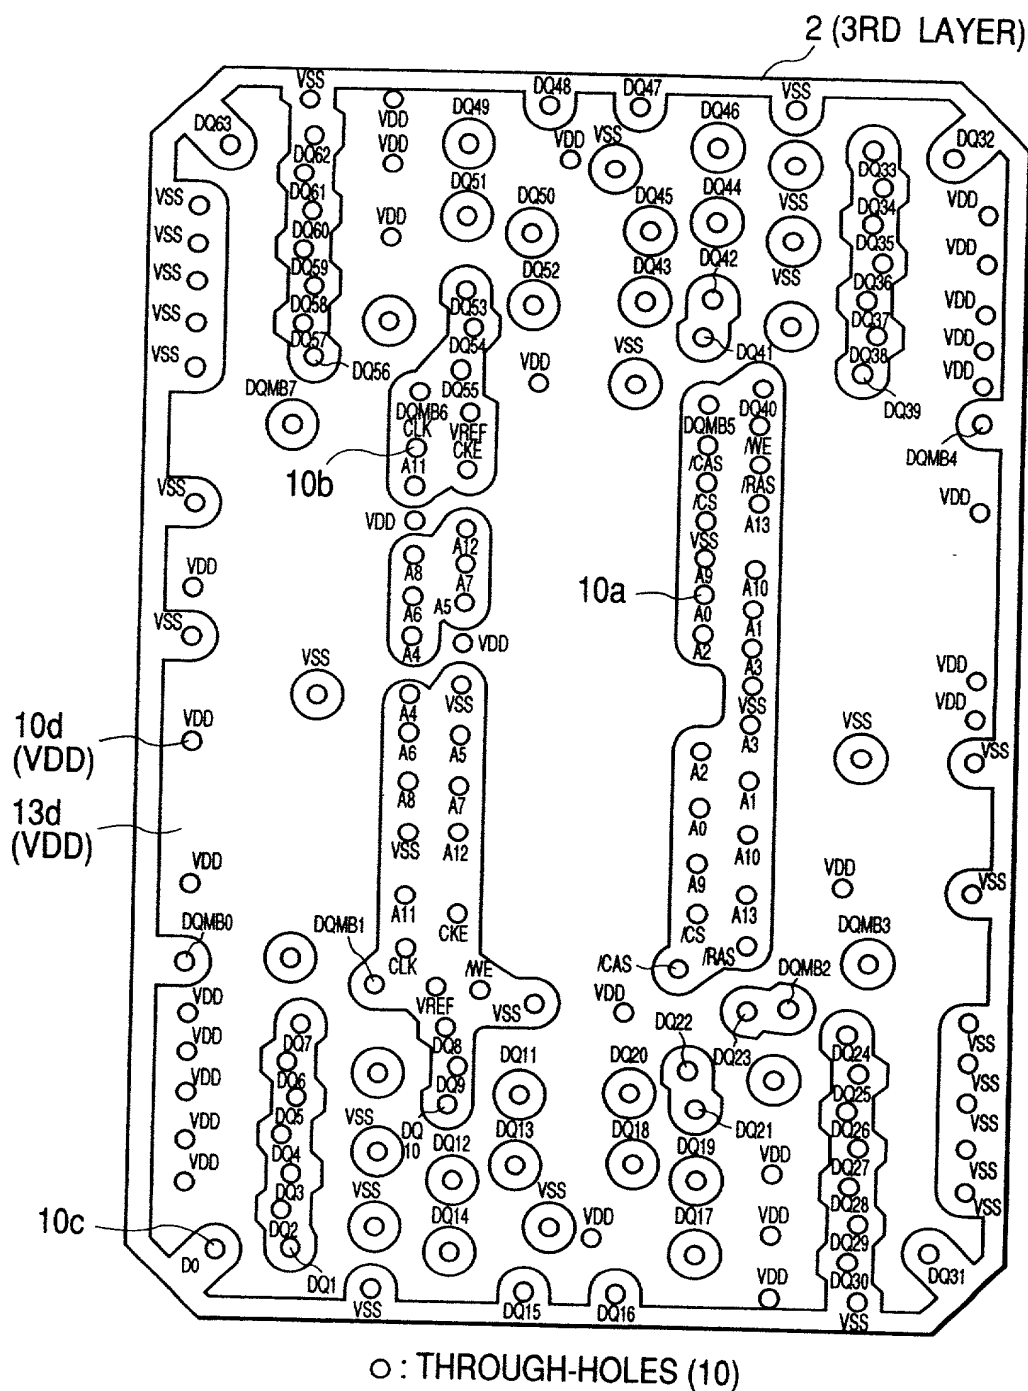 2 (3RD LAYER)
VSS
DQ48
DQ47
VSS
VDD
DQ49
DQ46
DQ63
VSS
VDD
DQ32
DQ62
VDD
DQ33
DQ61
DQ51
DQ44
VSS
VSS
DQ50
DQ45
DQ34
VDD
VSS
DQ60
VDD
DQ35
VDD
VSS
DQ59
DQ52
DQ43
DQ42
VSS
DQ36
VSS
DQ58
DQ53
DQ37
VDD
VSS
DQ57
DQ54
DQ41
DQ38
VDD
DQ56
VDD
VSS
VDD
DQMB7
DQ55
DQ39
DQMB6
DQ40
CLK
VREF
DQMB5
/WE
DQMB4
CKE
/CAS
10b
A11
/RAS
VSS
/CS
VDD
VDD
A13
A12
VSS
VDD
A8
A7
A9
A10
10a
A6
A5
A0
A1
VSS
A4
VDD
A2
A3
VSS
VDD
VSS
VSS
VDD
10d
(VDD)
VDD
A4
A3
VSS
A6
A5
A2
VSS
13d
(VDD)
A8
A7
A1
VSS
A12
A0
A10
VDD
VDD
A9
VSS
A11
A13
DQMB0
DQMB1
CKE
/CS
DQMB3
CLK
/RAS
/WE
/CAS
DQMB2
VDD
VREF
VSS
VDD
DQ7
DQ8
DQ22
DQ23
DQ24
VSS
VDD
DQ6
DQ9
DQ11
DQ20
DQ25
VSS
VDD
DQ5
VSS
DQ
10
DQ12
DQ13
DQ18
DQ19
DQ21
DQ26
VSS
VDD
DQ4
VDD
DQ27
VSS
VDD
DQ3
VSS
DQ14
VSS
DQ17
DQ28
VSS
10c
DQ2
VDD
DQ29
D0
DQ1
VSS
DQ15
DQ16
VDD
DQ30
DQ31
VSS
: THROUGH-HOLES (10)